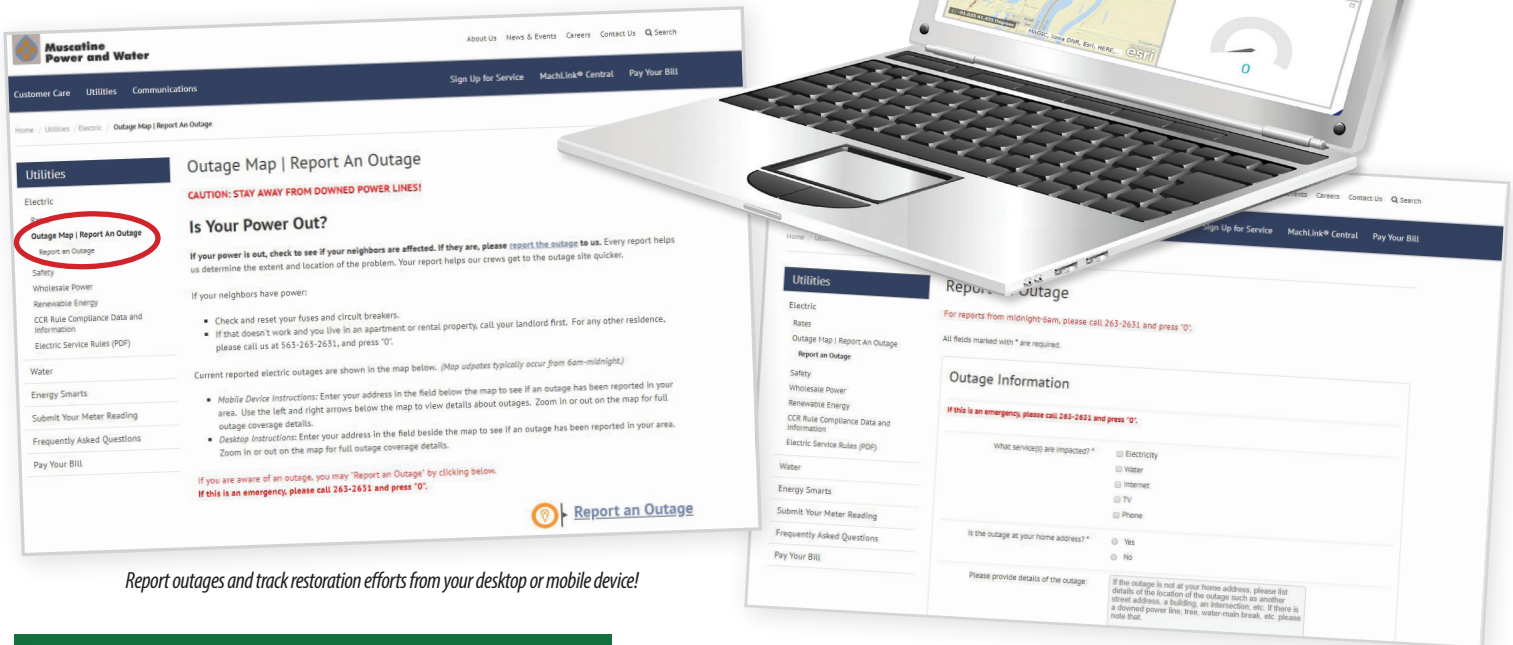 Muscatine
Power and Water
About Us News & Events Careers Contact Us Search
Customer Care Utilities Communications
Sign Up for Service MachLink® Central Pay Your Bill
Home / Utilities / Electric / Outage Map | Report An Outage
Utilities
Electric
Outage Map | Report An Outage
Report an Outage
Safety
Wholesale Power
Renewable Energy
CCR Rule Compliance Data and
Information
Electric Service Rules (PDF)
Water
Energy Smarts
Submit Your Meter Reading
Frequently Asked Questions
Pay Your Bill
Outage Map | Report An Outage
CAUTION: STAY AWAY FROM DOWNED POWER LINES!
Is Your Power Out?
If your power is out, check to see if your neighbors are affected. If they are, please report the outage to us. Every report helps
us determine the extent and location of the problem. Your report helps our crews get to the outage site quicker.
If your neighbors have power:
▪ Check and reset your fuses and circuit breakers.
▪ If that doesn't work and you live in an apartment or rental property, call your landlord first. For any other residence,
please call us at 563-263-2631, and press "0".
Current reported electric outages are shown in the map below. (Map udpates typically occur from 6am-midnight.)
▪ Mobile Device Instructions: Enter your address in the field below the map to see if an outage has been reported in your
area. Use the left and right arrows below the map to view details about outages. Zoom in or out on the map for full
outage coverage details.
▪ Desktop Instructions: Enter your address in the field beside the map to see if an outage has been reported in your area.
Zoom in or out on the map for full outage coverage details.
If you are aware of an outage, you may "Report an Outage" by clicking below.
If this is an emergency, please call 263-2631 and press "0".
Report an Outage
Report outages and track restoration efforts from your desktop or mobile device!
MAGIC, Iowa DNR, Esri, HERE,
esri
0
Careers Contact Us Search
Sign Up for Service MachLink® Central Pay Your Bill
Home
Utilities
Electric
Rates
Outage Map | Report An Outage
Report an Outage
Safety
Wholesale Power
Renewable Energy
CCR Rule Compliance Data and
Information
Electric Service Rules (PDF)
Water
Energy Smarts
Submit Your Meter Reading
Frequently Asked Questions
Pay Your Bill
Outage
For reports from midnight-6am, please call 263-2631 and press "0".
All fields marked with * are required.
Outage Information
If this is an emergency, please call 263-2631 and press "0".
What service(s) are impacted? *
Electricity
Water
Internet
TV
Phone
Is the outage at your home address? *
Yes
No
Please provide details of the outage:
If the outage is not at your home address, please list
details of the location of the outage such as another
street address, a building, an intersection, etc. If there is
a downed power line, tree, water-main break, etc. please
note that.